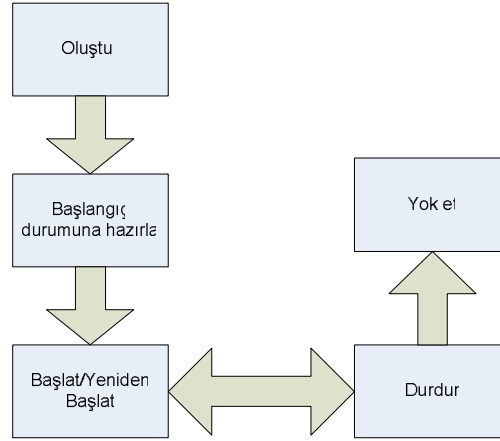 Oluştu
Başlangıç
durumuna hazırla
Başlat/Yeniden
Başlat
Yok et
Durdur